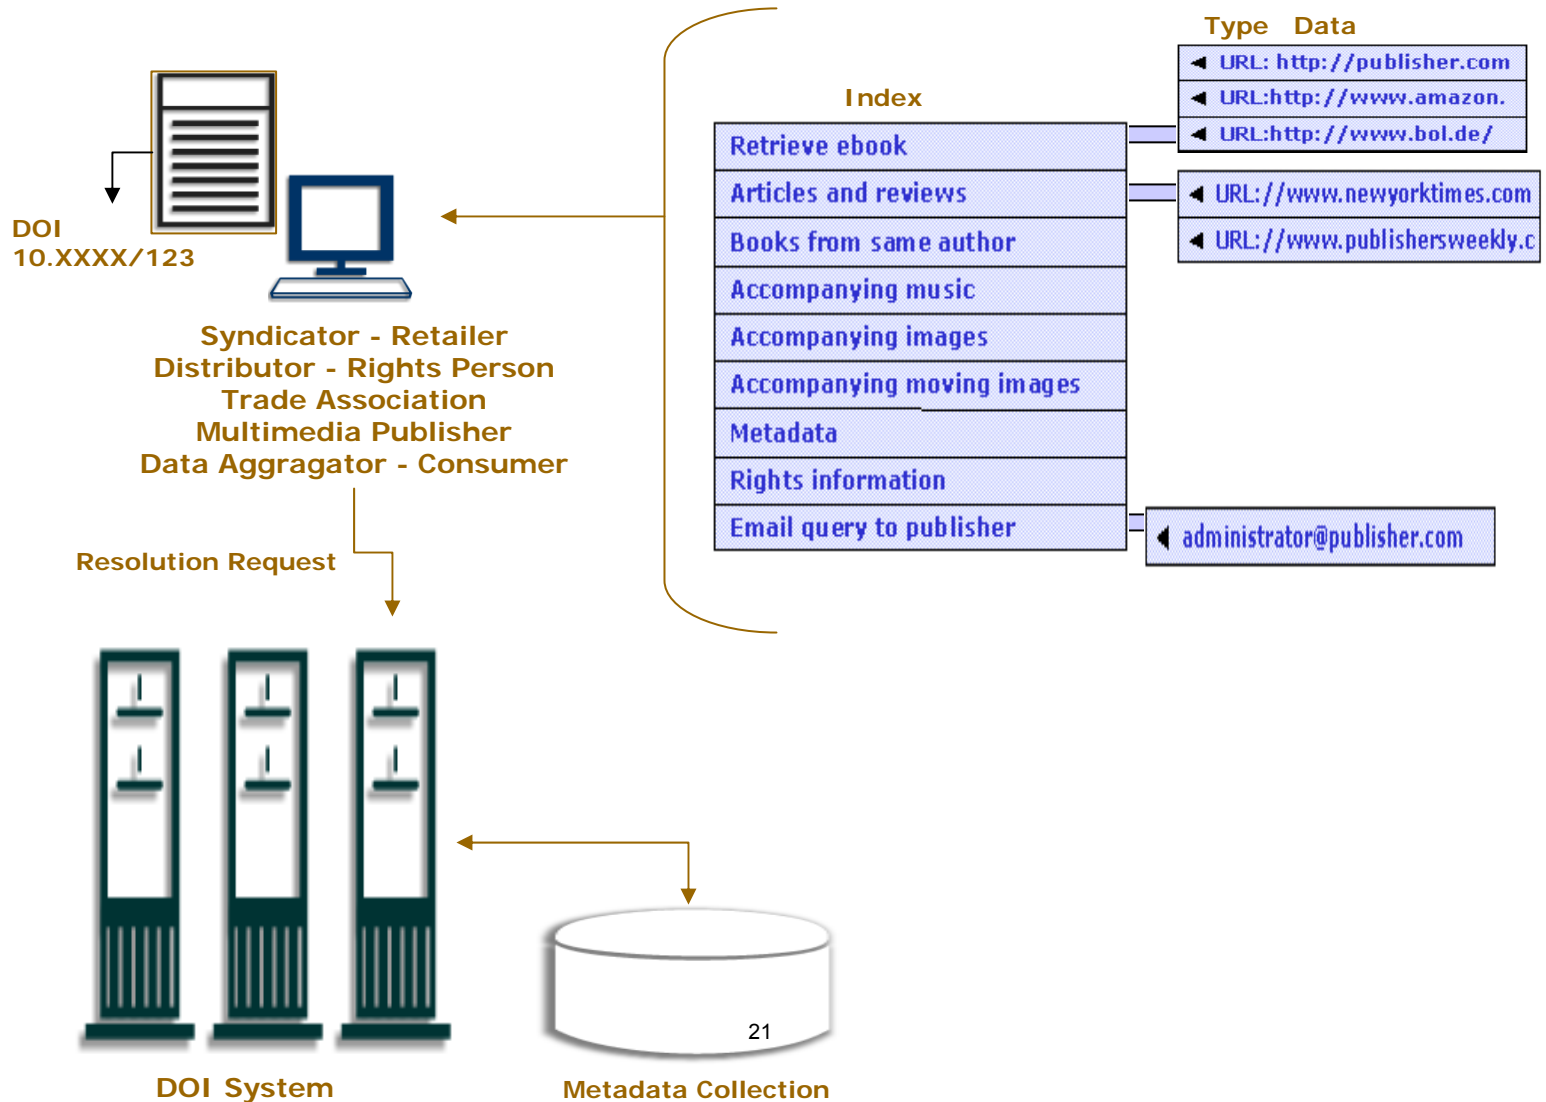 DOI
10.XXXX/123
Syndicator - Retailer
Distributor - Rights Person
Trade Association
Multimedia Publisher
Data Aggragator - Consumer
Resolution Request
DOI System
21
Metadata Collection
Index
Retrieve ebook
Articles and reviews
Books from same author
Accompanying music
Accompanying images
Accompanying moving images
Metadata
Rights information
Email query to publisher
Type Data
URL: http://publisher.com
URL:http://www.amazon.
URL:http://www.bol.de/
URL://www.newyorktimes.com
URL://www.publishersweekly.c
administrator@publisher.com